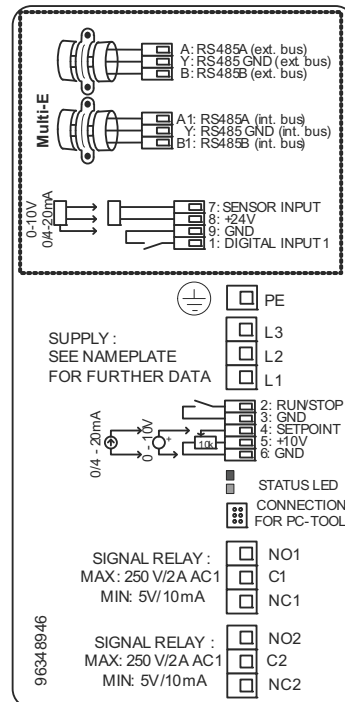 Multi-E
A: RS485A (ext. bus)
Y: RS485 GND (ext. bus)
B: RS485B (ext. bus)
A1: RS485A (int. bus)
Y: RS485 GND (int. bus)
B1: RS485B (int. bus)
0-10V
0/4-20mA
7: SENSOR INPUT
8: +24V
9: GND
1: DIGITAL INPUT 1
PE
SUPPLY :
SEE NAMEPLATE
FOR FURTHER DATA
L3
L2
L1
0/4 - 20mA
0 - 10V
+
10k
2: RUN/STOP
3: GND
4: SETPOINT
5: +10V
6: GND
STATUS LED
CONNECTION
FOR PC-TOOL
SIGNAL RELAY :
MAX: 250 V/2A AC1
MIN: 5V/10mA
NO1
C1
NC1
SIGNAL RELAY :
MAX: 250 V/2A AC1
MIN: 5V/10mA
NO2
C2
NC2
96348946